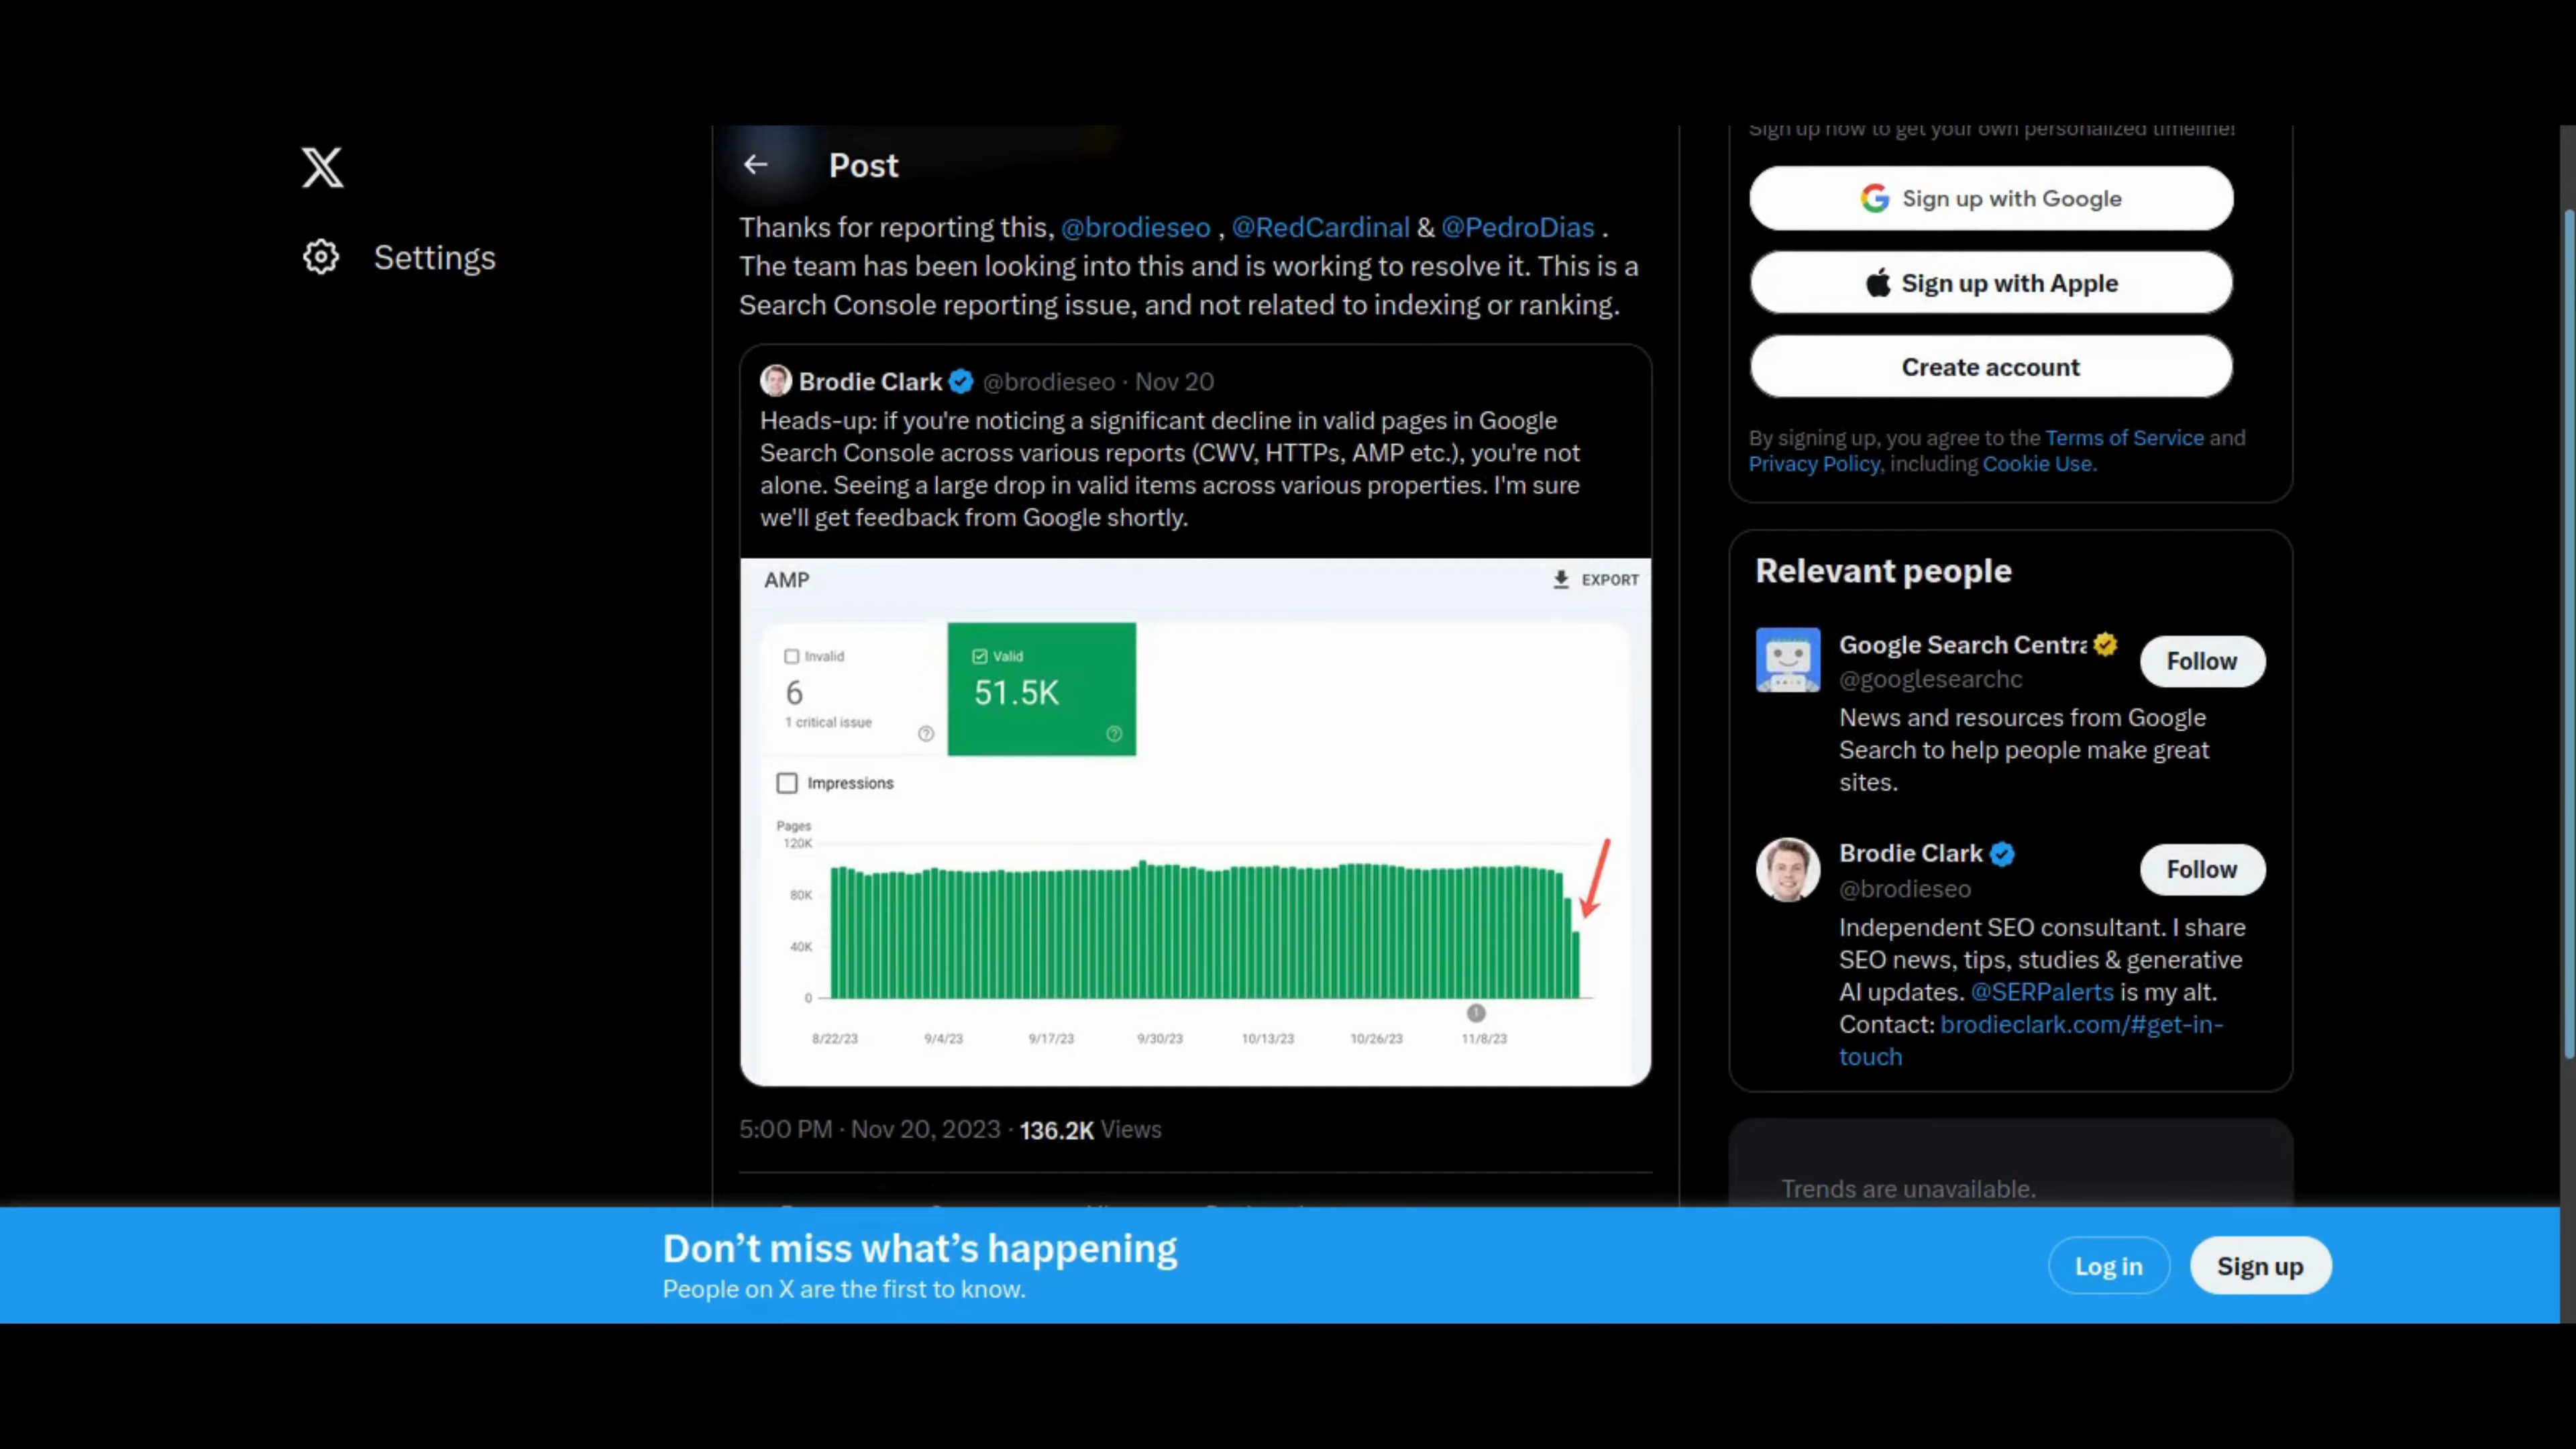 Settings
Post
Thanks for reporting this, @brodieseo , @RedCardinal & @PedroDias .
The team has been looking into this and is working to resolve it. This is a
Search Console reporting issue, and not related to indexing or ranking.
Brodie Clark @brodieseo · Nov 20
Heads-up: if you're noticing a significant decline in valid pages in Google
Search Console across various reports (CWV, HTTPs, AMP etc.), you're not
alone. Seeing a large drop in valid items across various properties. I'm sure
we'll get feedback from Google shortly.
AMP
EXPORT
Invalid
6
1 critical issue
Valid
51.5K
Impressions
Pages
120K
80K
40K
0
1
8/22/23 9/4/23 9/17/23 9/30/23 10/13/23 10/26/23 11/8/23
5:00 PM · Nov 20, 2023 · 136.2K Views
Sign up now to get your own personalized timeline!
Sign up with Google
Sign up with Apple
Create account
By signing up, you agree to the Terms of Service and
Privacy Policy, including Cookie Use.
Relevant people
Google Search Centra
@googlesearchc
Follow
News and resources from Google
Search to help people make great
sites.
Brodie Clark
@brodieseo
Follow
Independent SEO consultant. I share
SEO news, tips, studies & generative
AI updates. @SERPalerts is my alt.
Contact: brodieclark.com/#get-in-
touch
Trends are unavailable.
Don't miss what's happening
People on X are the first to know.
Log in
Sign up